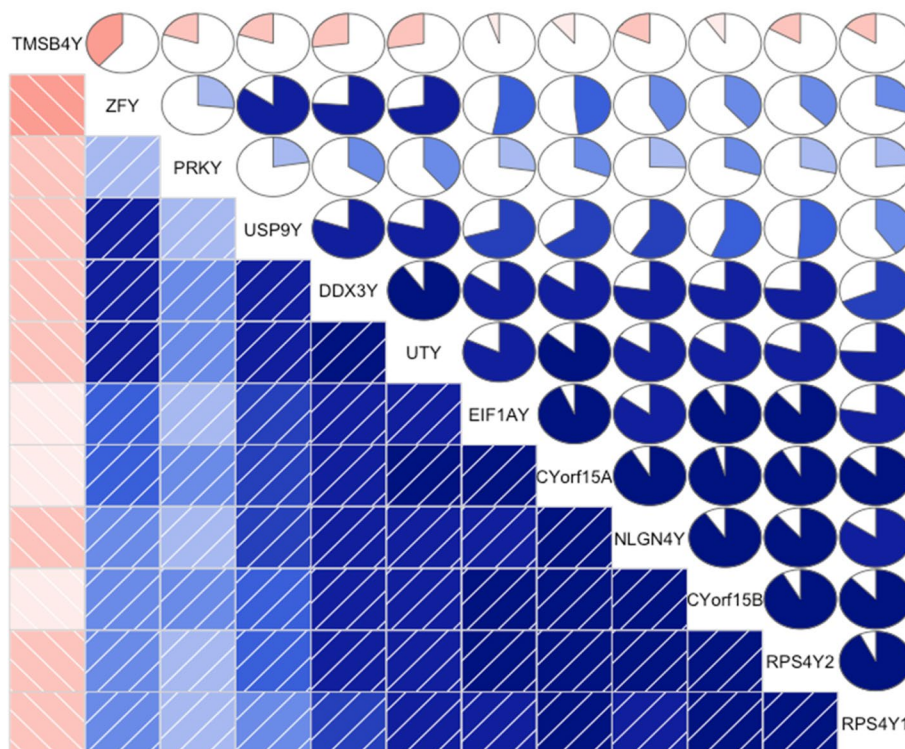 TMSB4Y
ZFY
PRKY
USP9Y
DDX3Y
UTY
EIF1AY
CYorf15A
NLGN4Y
CYorf15B
RPS4Y2
RPS4Y1